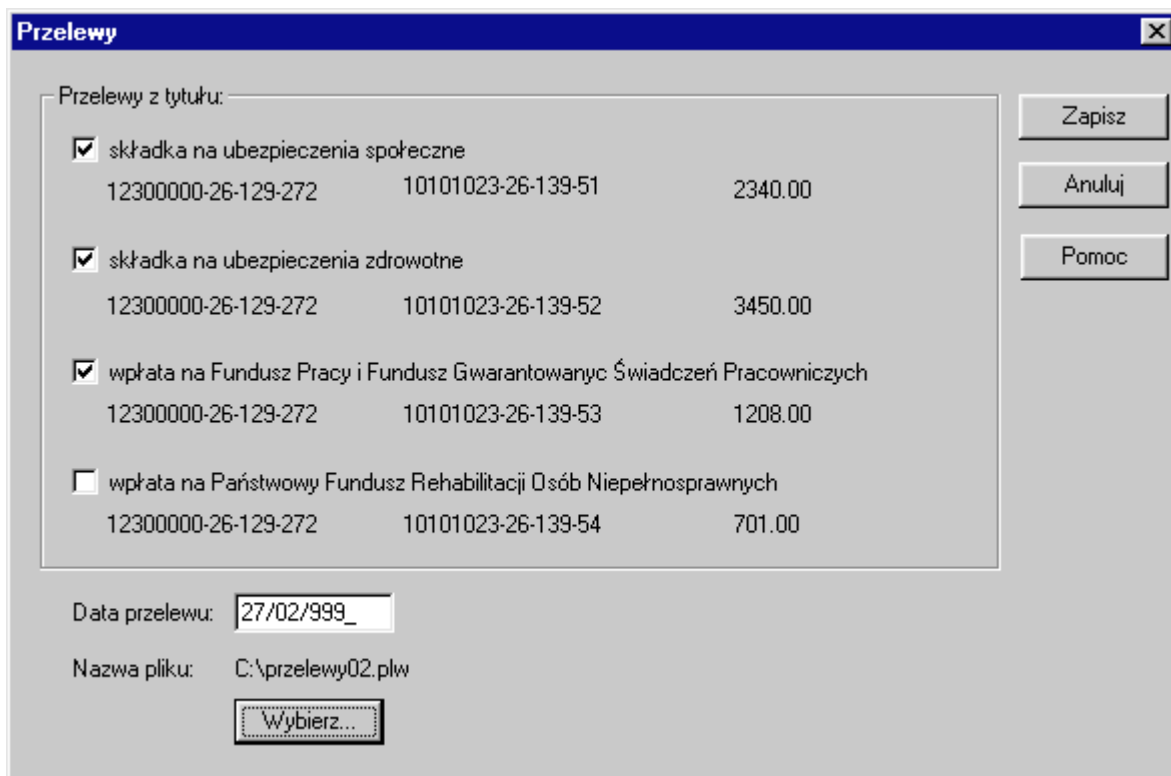 Przelewy
Przelewy z tytułu:
składka na ubezpieczenia społeczne
12300000-26-129-272 10101023-26-139-51 2340.00
składka na ubezpieczenia zdrowotne
12300000-26-129-272 10101023-26-139-52 3450.00
wpłata na Fundusz Pracy i Fundusz Gwarantowanyc Świadczeń Pracowniczych
12300000-26-129-272 10101023-26-139-53 1208.00
wpłata na Państwowy Fundusz Rehabilitacji Osób Niepełnosprawnych
12300000-26-129-272 10101023-26-139-54 701.00
Data przelewu: 27/02/999_
Nazwa pliku: C:\przelewy02.plw
Wybierz...
Zapisz
Anuluj
Pomoc